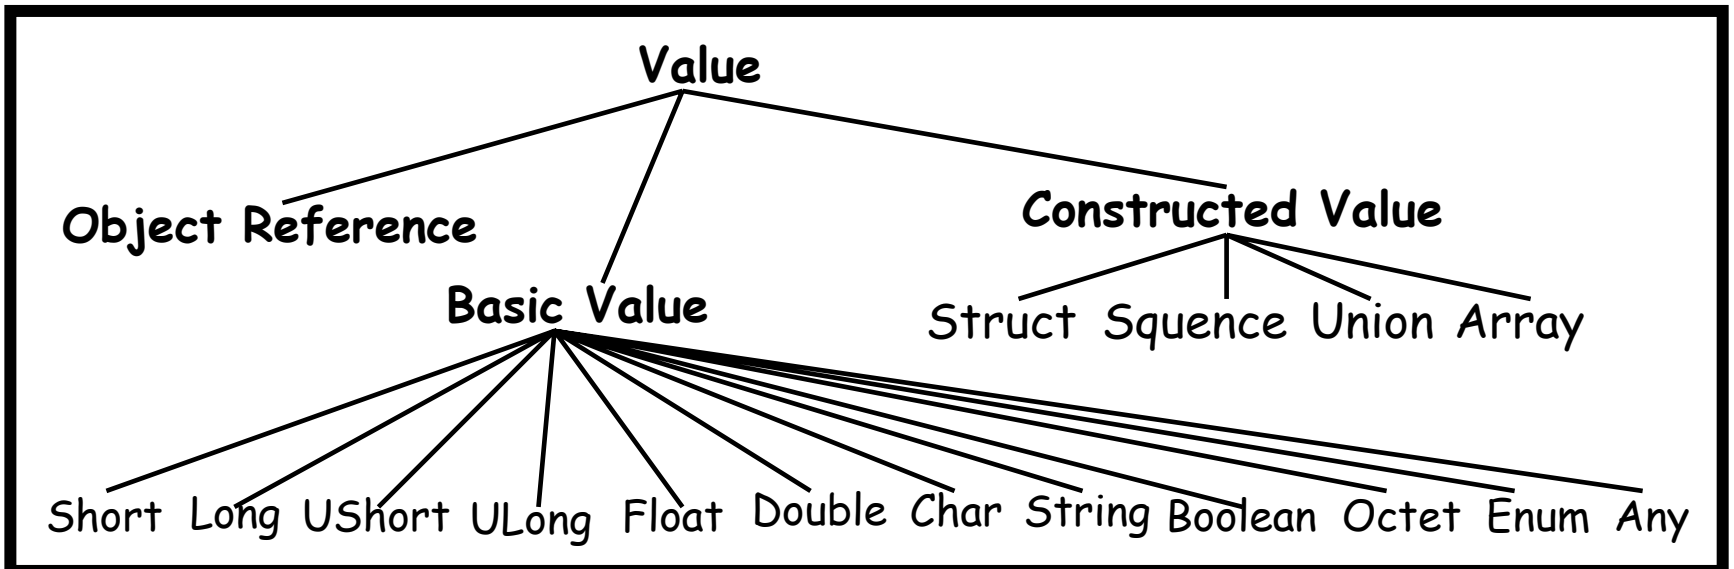 Value
Object Reference
Constructed Value
Basic Value
Struct Squence Union Array
Short Long UShort ULong Float Double Char String Boolean Octet Enum Any